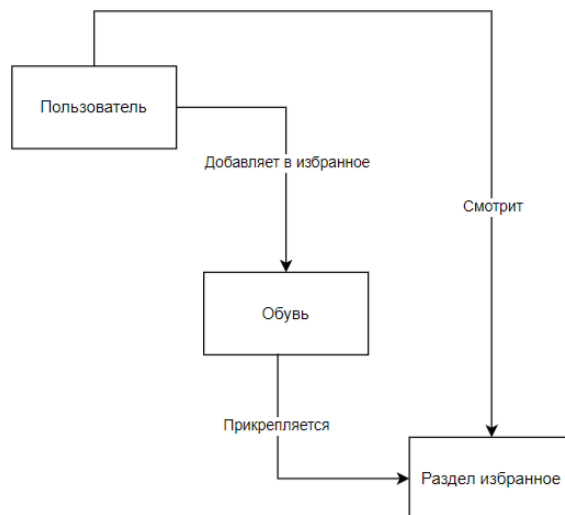 Пользователь
Добавляет в избранное
Смотрит
Обувь
Прикрепляется
Раздел избранное